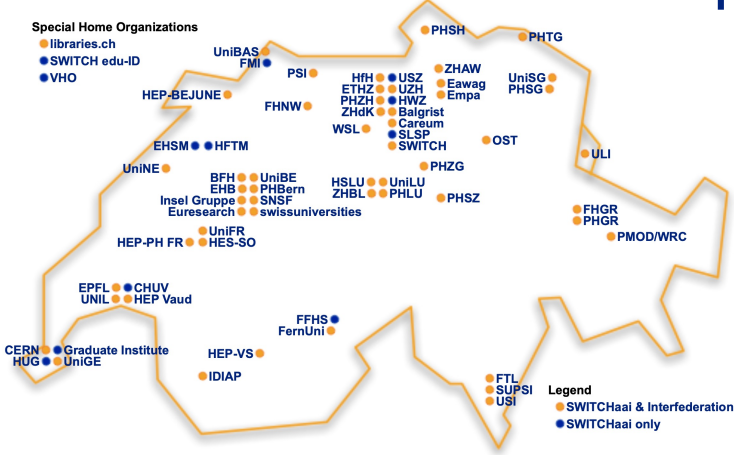 Special Home Organizations
libraries.ch
SWITCH edu-ID
VHO
PHSH
PHTG
UniBAS
FMI
PSI
ZHAW
HfH USZ
UniSG
Eawag
ETHZ UZH
PHSG
HEP-BEJUNE
Empa
PHZH HWZ
FHNW
ZHdK Balgrist
Careum
WSL
SLSP
OST
EHSM HFTM
SWITCH
ULI
UniNE
PHZG
BFH UniBE
HSLU UniLU
EHB PHBern
ZHBL PHLU
PHSZ
Insel Gruppe SNSF
Euresearch swissuniversities
FHGR
PHGR
UniFR
PMOD/WRC
HEP-PH FR HES-SO
EPFL CHUV
UNIL HEP Vaud
FFHS
FernUni
CERN Graduate Institute
HEP-VS
HUG UniGE
IDIAP
FTL
SUPSI
USI
Legend
SWITCHaai & Interfederation
SWITCHaai only